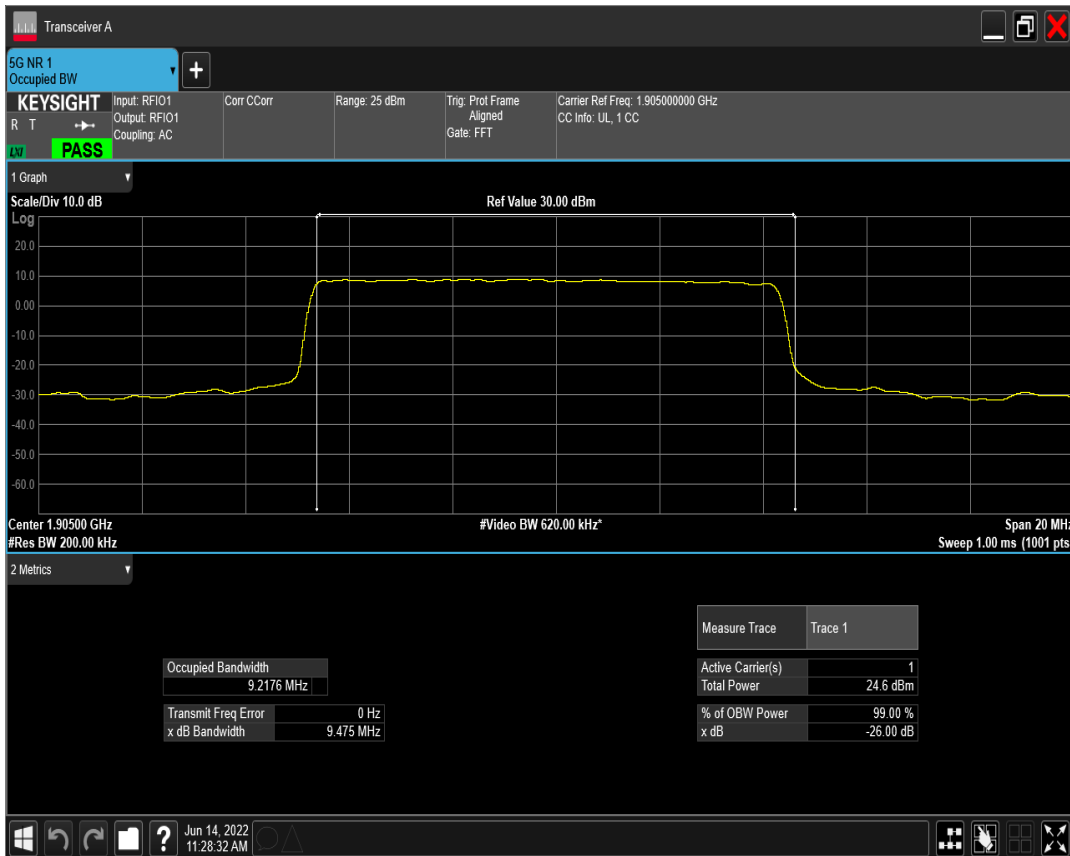 Transceiver A
5G NR 1
Occupied BW
KEYSIGHT
R T
LXI
PASS
Input: RFIO1
Output: RFIO1
Coupling: AC
Corr CCorr
Range: 25 dBm
Trig: Prot Frame
Aligned
Gate: FFT
Carrier Ref Freq: 1.905000000 GHz
CC Info: UL, 1 CC
1 Graph
Scale/Div 10.0 dB
Ref Value 30.00 dBm
Log
20.0
10.0
0.00
-10.0
-20.0
-30.0
-40.0
-50.0
-60.0
Center 1.90500 GHz
#Video BW 620.00 kHz*
Span 20 MHz
#Res BW 200.00 kHz
Sweep 1.00 ms (1001 pts
2 Metrics
Measure Trace Trace 1
Occupied Bandwidth
9.2176 MHz
Active Carrier(s) 1
Total Power 24.6 dBm
Transmit Freq Error 0 Hz
x dB Bandwidth 9.475 MHz
% of OBW Power 99.00 %
x dB -26.00 dB
?
Jun 14, 2022
11:28:32 AM